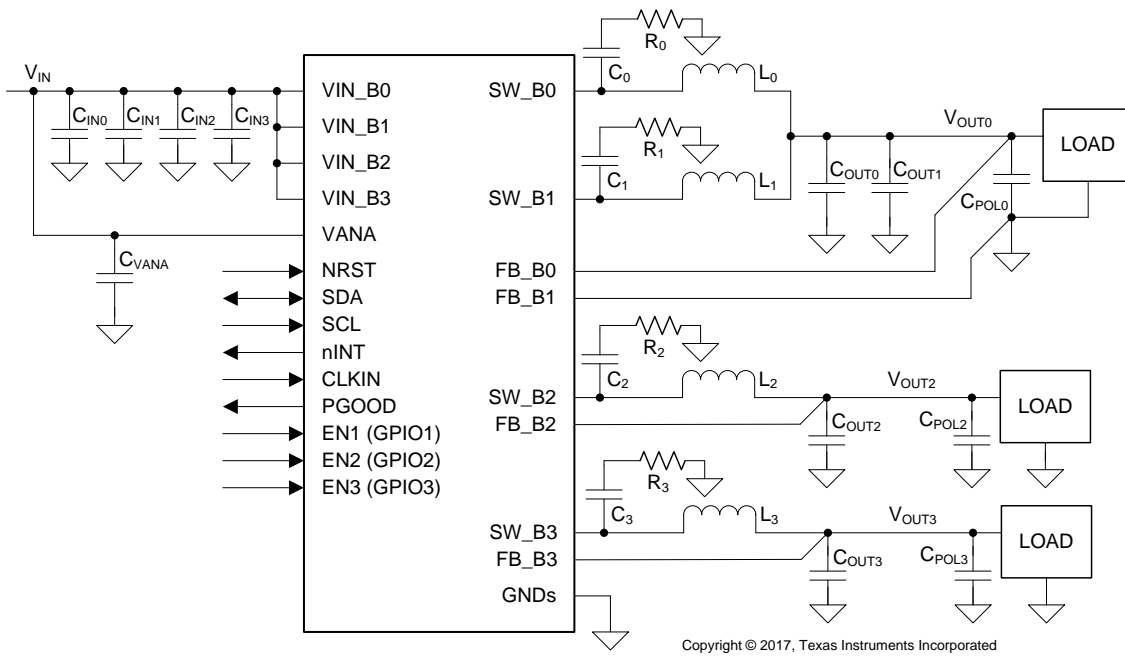 V_IN
C_IN0
C_IN1
C_IN2
C_IN3
C_VANA
VIN_B0
VIN_B1
VIN_B2
VIN_B3
VANA
NRST
SDA
SCL
nINT
CLKIN
PGOOD
EN1 (GPIO1)
EN2 (GPIO2)
EN3 (GPIO3)
SW_B0
SW_B1
FB_B0
FB_B1
SW_B2
FB_B2
SW_B3
FB_B3
GNDs
R_0
C_0
L_0
R_1
C_1
L_1
V_OUT0
C_OUT0
C_OUT1
C_POL0
LOAD
R_2
C_2
L_2
V_OUT2
C_OUT2
C_POL2
LOAD
R_3
C_3
L_3
V_OUT3
C_OUT3
C_POL3
LOAD
Copyright © 2017, Texas Instruments Incorporated